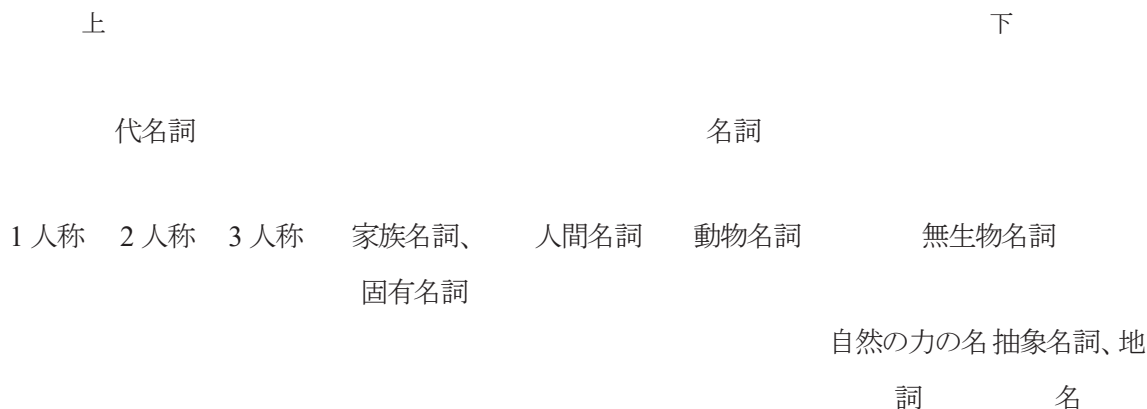 上 下
代名詞 名詞
1 人称 2 人称 3 人称 家族名詞、 人間名詞 動物名詞 無生物名詞
固有名詞
自然の力の名 抽象名詞、地
詞 名